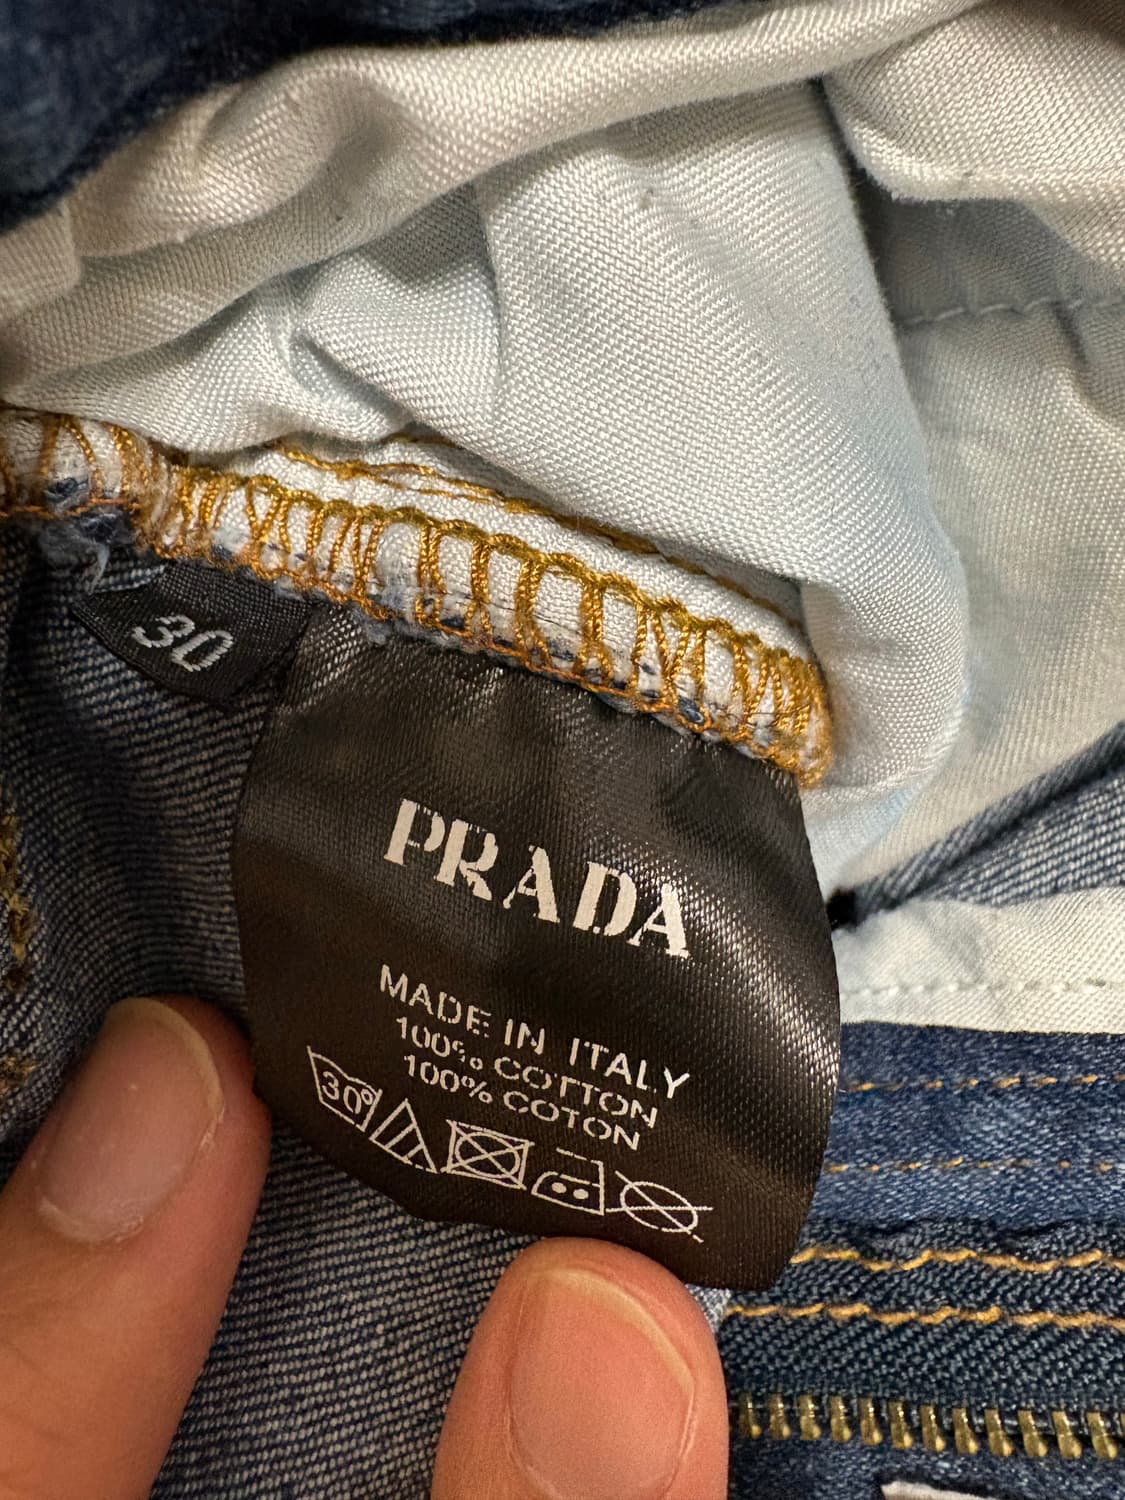 30
PRADA
MADE IN ITALY
100% COTTON
100% COTON
30°